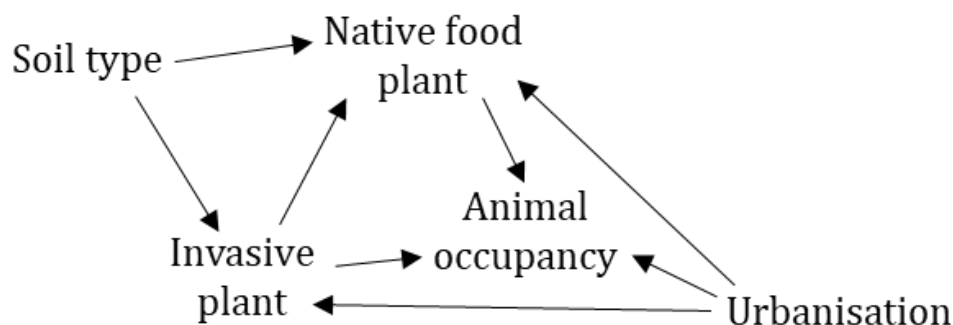 Soil type
Native food
plant
Animal
occupancy
Invasive
plant
Urbanisation